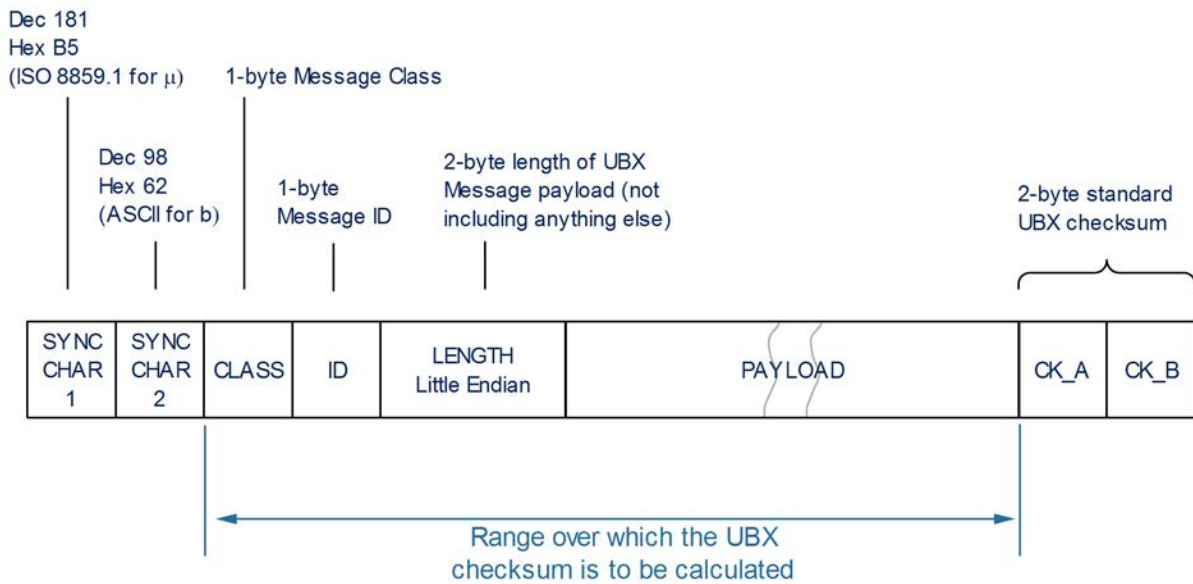 Dec 181
Hex B5
(ISO 8859.1 for μ)
1-byte Message Class
Dec 98
Hex 62
(ASCII for b)
1-byte
Message ID
2-byte length of UBX
Message payload (not
including anything else)
2-byte standard
UBX checksum
SYNC
CHAR
1
SYNC
CHAR
2
CLASS
ID
LENGTH
Little Endian
PAYLOAD
CK_A
CK_B
Range over which the UBX
checksum is to be calculated